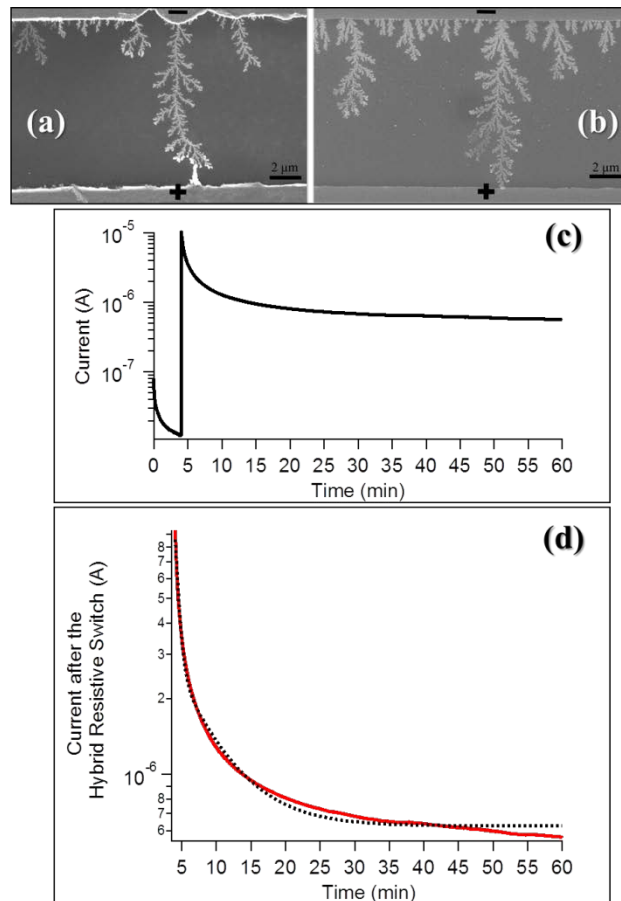 −
−
(a)
(b)
2 μm
2 μm
+
+
(c)
Current (A)
10⁻⁵
10⁻⁶
10⁻⁷
0 5 10 15 20 25 30 35 40 45 50 55 60
Time (min)
(d)
Current after the
Hybrid Resistive Switch (A)
8
7
6
5
4
3
2
10⁻⁶
8
7
6
5 10 15 20 25 30 35 40 45 50 55 60
Time (min)